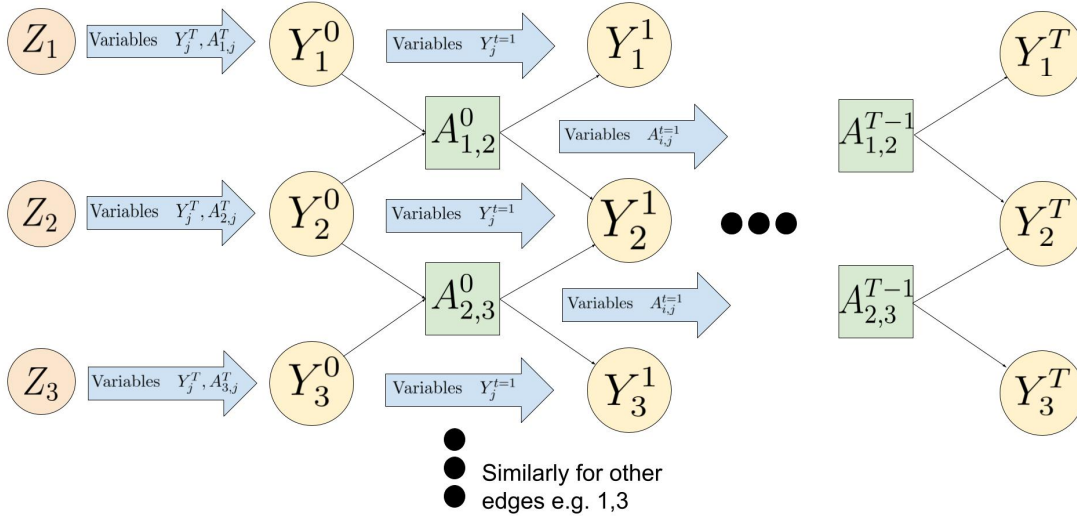 Z_1 Variables Y_j^T, A_{1,j}^T Y_1^0 Variables Y_j^{t=1} Y_1^1 Y_1^T
A_{1,2}^0 Variables A_{i,j}^{t=1} A_{1,2}^{T-1}
Z_2 Variables Y_j^T, A_{2,j}^T Y_2^0 Variables Y_j^{t=1} Y_2^1 Y_2^T
A_{2,3}^0 Variables A_{i,j}^{t=1} A_{2,3}^{T-1}
Z_3 Variables Y_j^T, A_{3,j}^T Y_3^0 Variables Y_j^{t=1} Y_3^1 Y_3^T
Similarly for other
edges e.g. 1,3